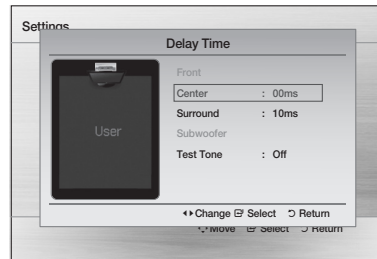 Settings
Delay Time
Front
Center : 00ms
Surround : 10ms
Subwoofer
Test Tone : Off
User
Change Select Return
Move Select Return